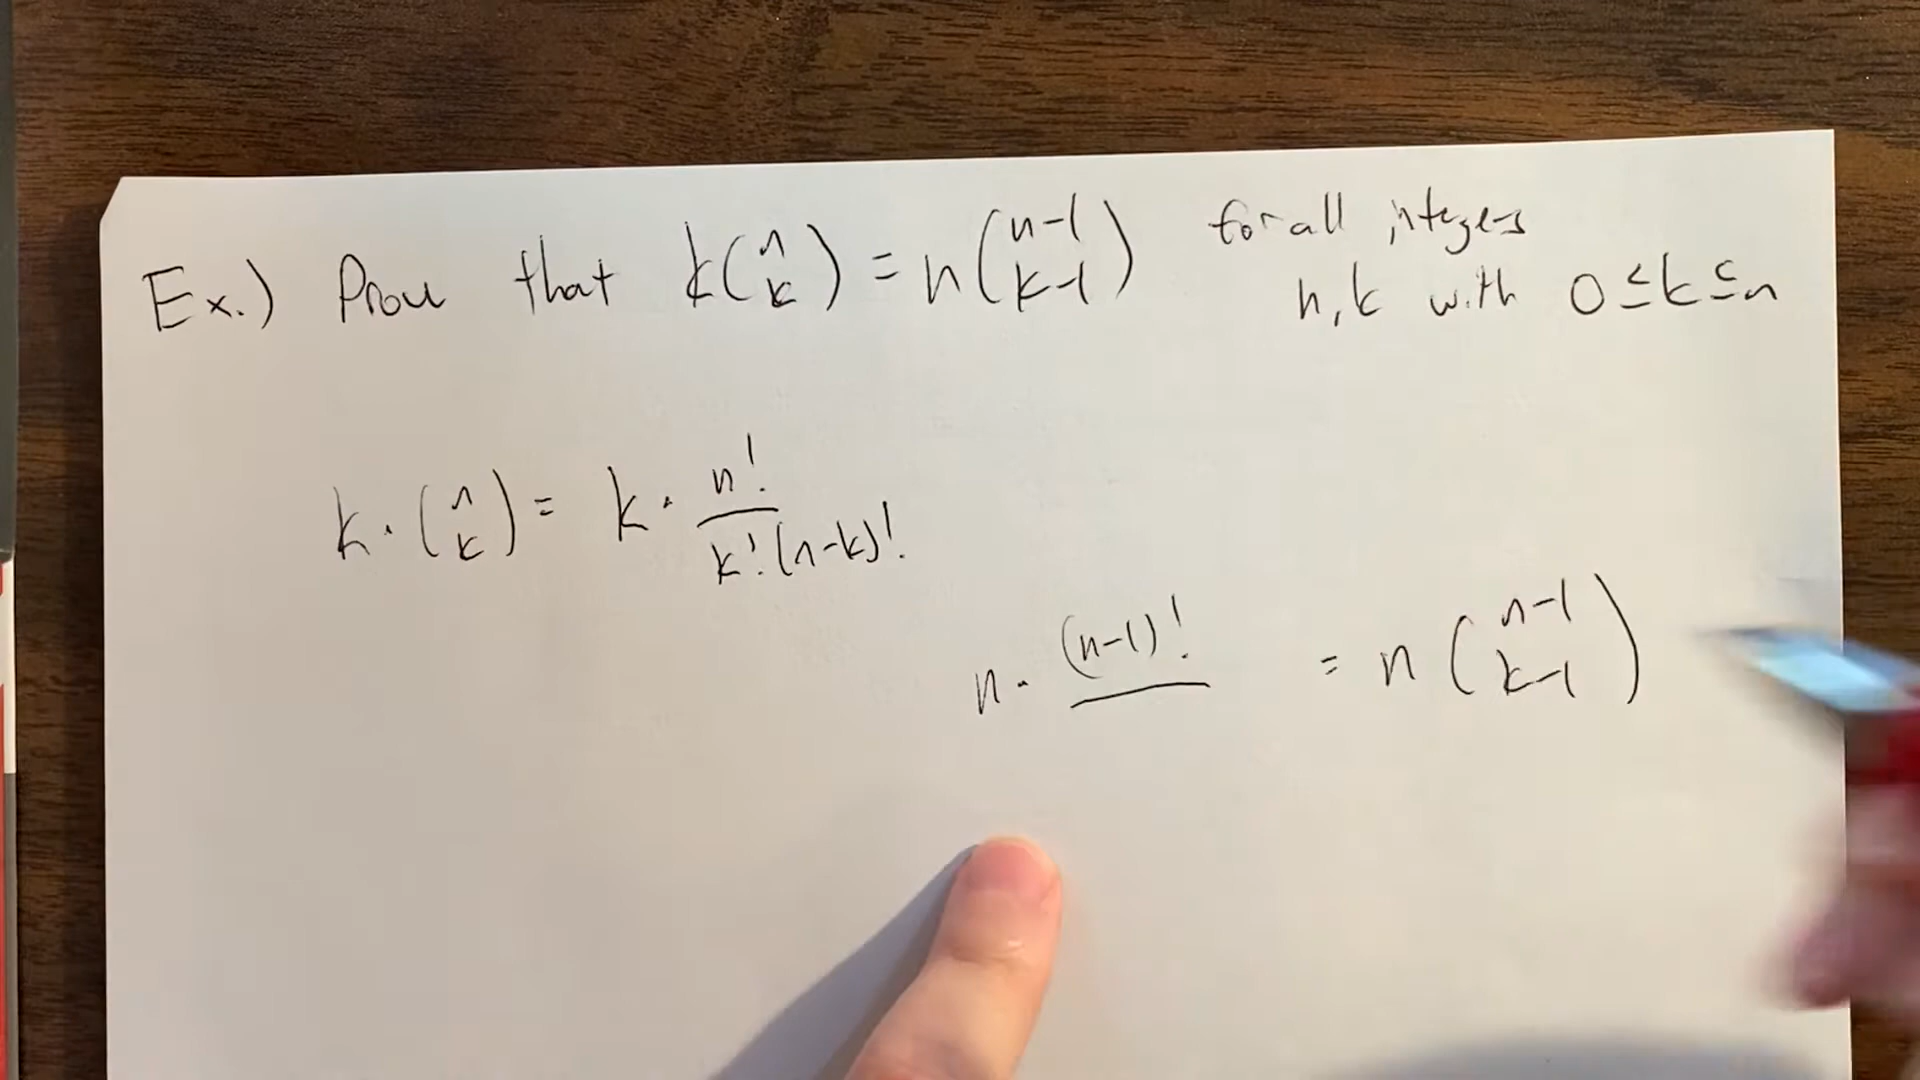 Ex.) Prove that k(n k) = n(n-1 k-1) for all integers
n, k with 0 ≤ k ≤ n
k · (n k) = k · n! / k!(n-k)!
n · (n-1)! / = n (n-1 k-1)